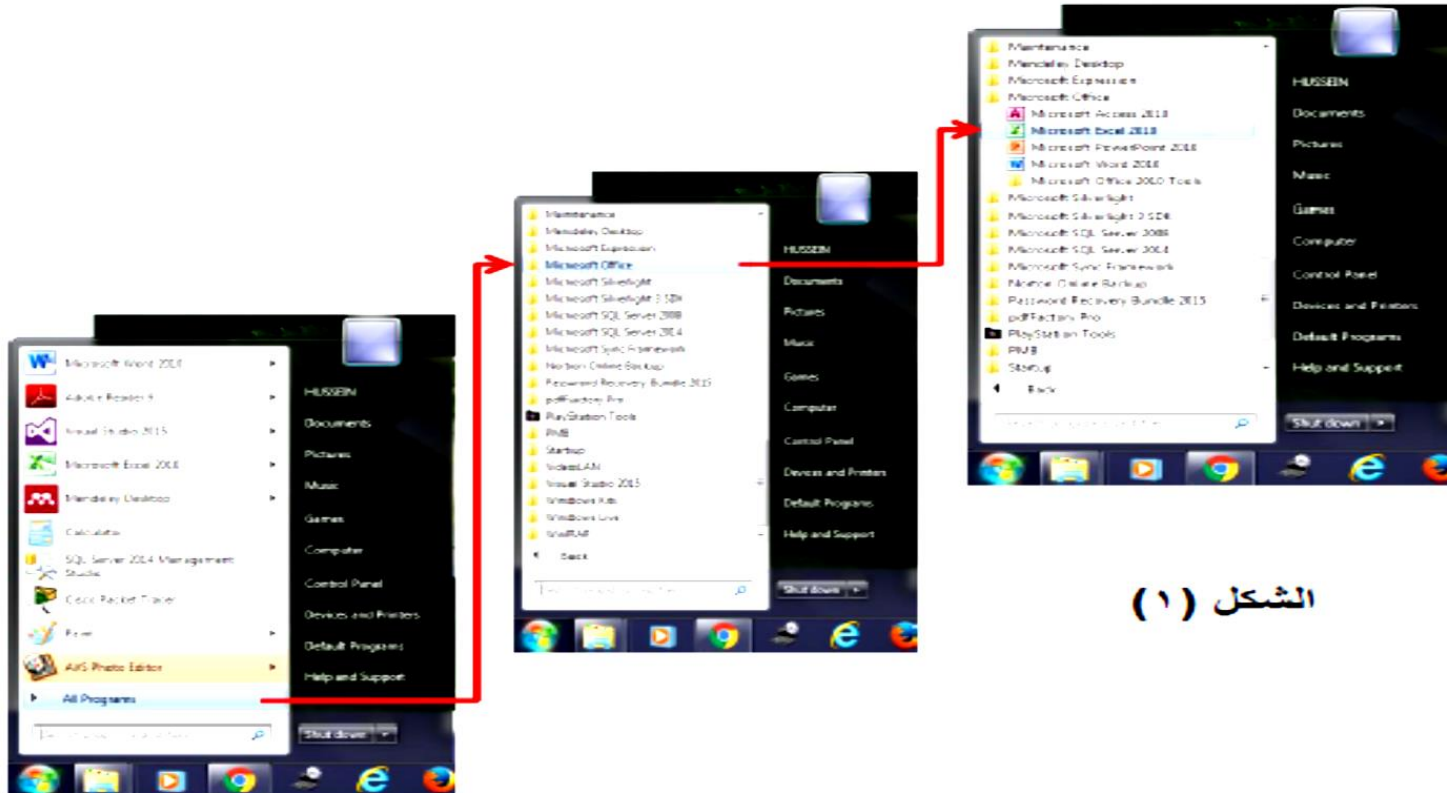 Microsoft Word 2010
Adobe Reader 9
Visual Studio 2015
Microsoft Excel 2010
Mendeley Desktop
Calculator
SQL Server 2014 Management
Studio
Cisco Packet Tracer
Paint
AVS Photo Editor
All Programs
HUSSEIN
Documents
Pictures
Music
Games
Computer
Control Panel
Devices and Printers
Default Programs
Help and Support
Shut down
Maintenance
Mendeley Desktop
Microsoft Expression
Microsoft Office
Microsoft Silverlight
Microsoft Silverlight 3 SDK
Microsoft SQL Server 2008
Microsoft SQL Server 2014
Microsoft Sync Framework
Norton Online Backup
Password Recovery Bundle 2015
pdfFactory Pro
PlayStation Tools
PMB
Startup
VideoLAN
Visual Studio 2015
Windows Kits
Windows Live
WinRAR
Back
HUSSEIN
Documents
Pictures
Music
Games
Computer
Control Panel
Devices and Printers
Default Programs
Help and Support
Shut down
Maintenance
Mendeley Desktop
Microsoft Expression
Microsoft Office
Microsoft Access 2010
Microsoft Excel 2010
Microsoft PowerPoint 2010
Microsoft Word 2010
Microsoft Office 2010 Tools
Microsoft Silverlight
Microsoft Silverlight 3 SDK
Microsoft SQL Server 2008
Microsoft SQL Server 2014
Microsoft Sync Framework
Norton Online Backup
Password Recovery Bundle 2015
pdfFactory Pro
PlayStation Tools
PMB
Startup
Back
HUSSEIN
Documents
Pictures
Music
Games
Computer
Control Panel
Devices and Printers
Default Programs
Help and Support
Shut down
الشكل (١)